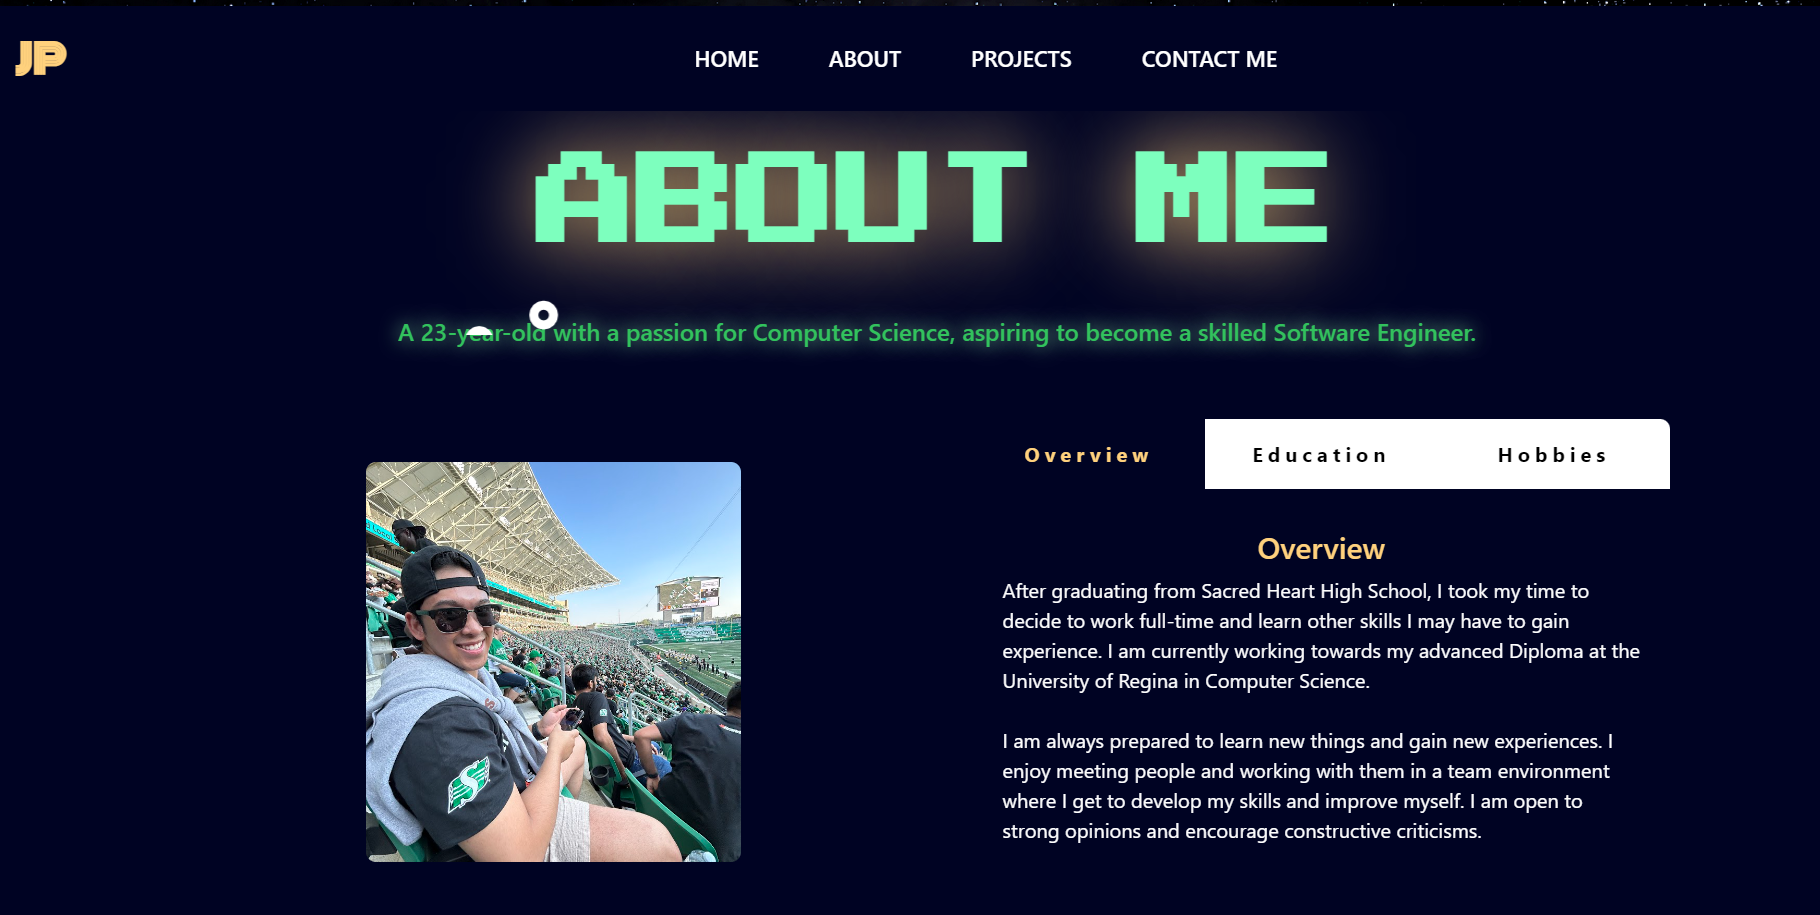 JP
HOME ABOUT PROJECTS CONTACT ME
ABOUT ME
A 23-year-old with a passion for Computer Science, aspiring to become a skilled Software Engineer.
Overview Education Hobbies
Overview
After graduating from Sacred Heart High School, I took my time to
decide to work full-time and learn other skills I may have to gain
experience. I am currently working towards my advanced Diploma at the
University of Regina in Computer Science.
I am always prepared to learn new things and gain new experiences. I
enjoy meeting people and working with them in a team environment
where I get to develop my skills and improve myself. I am open to
strong opinions and encourage constructive criticisms.
S